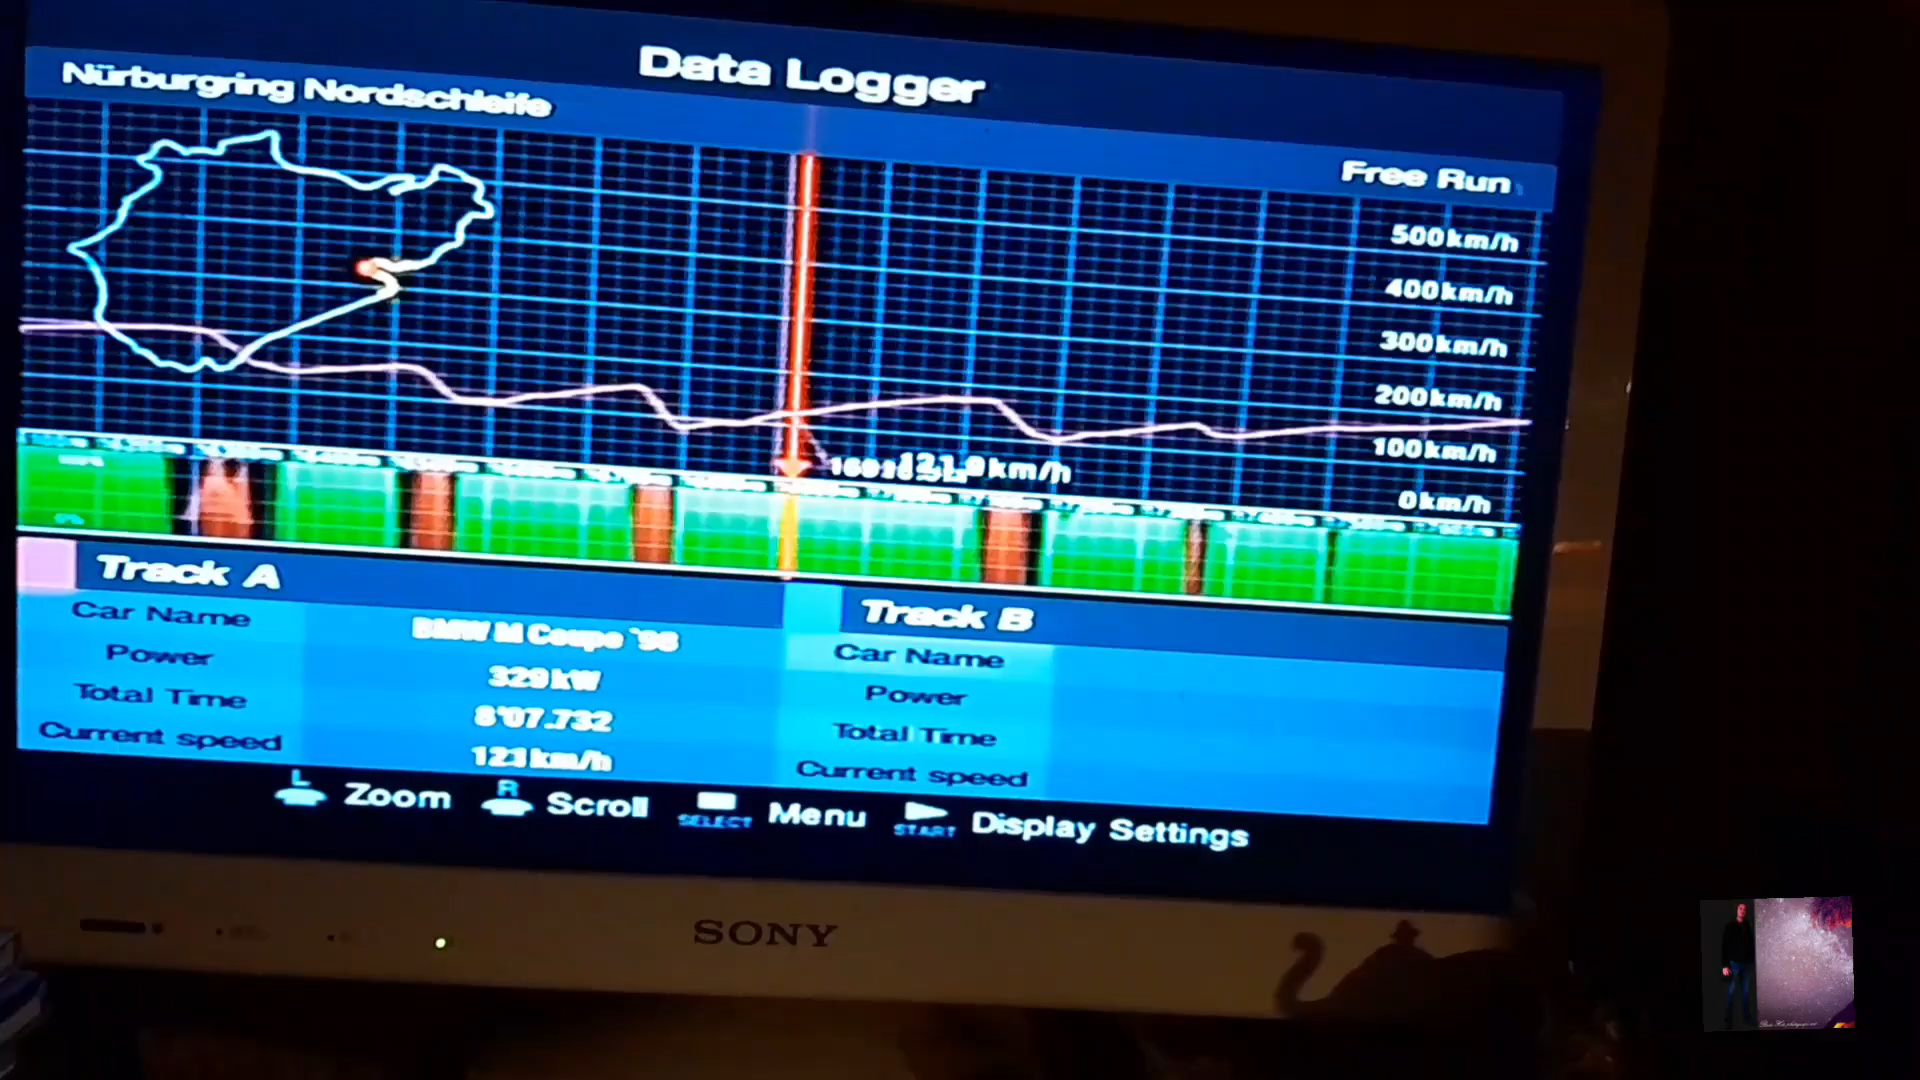 Data Logger
Nürburgring Nordschleife
Free Run
500km/h
400km/h
300km/h
200km/h
100km/h
0km/h
Track A
Car Name BMW M Coupe '98
Power 329kW
Total Time 8'07.732
Current speed 123km/h
Track B
Car Name
Power
Total Time
Current speed
L Zoom R Scroll SELECT Menu START Display Settings
SONY